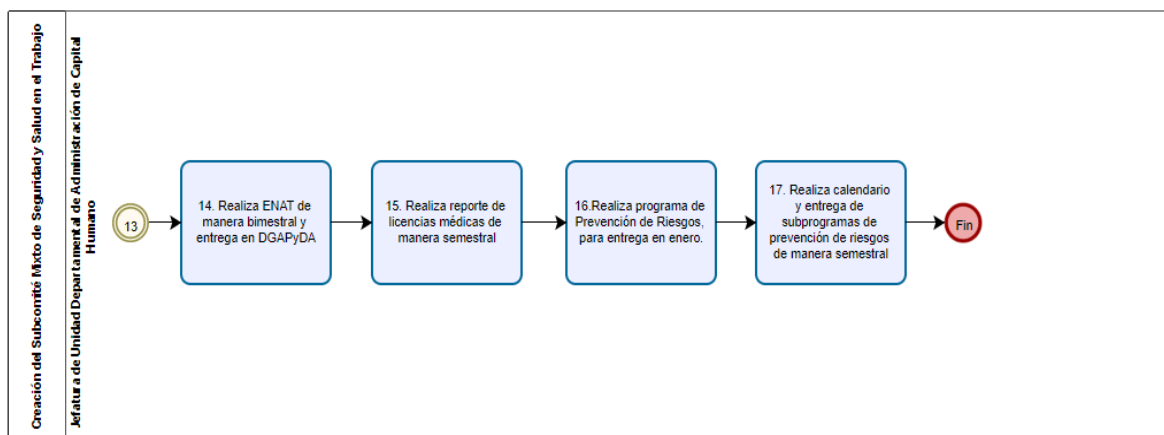 Creación del Subcomité Mixto de Seguridad y Salud en el Trabajo
Jefatura de Unidad Departamental de Administración de Capital
Humano
13
14. Realiza ENAT de
manera bimestral y
entrega en DGAPyDA
15. Realiza reporte de
licencias médicas de
manera semestral
16.Realiza programa de
Prevención de Riesgos,
para entrega en enero.
17. Realiza calendario
y entrega de
subprogramas de
prevención de riesgos
de manera semestral
Fin